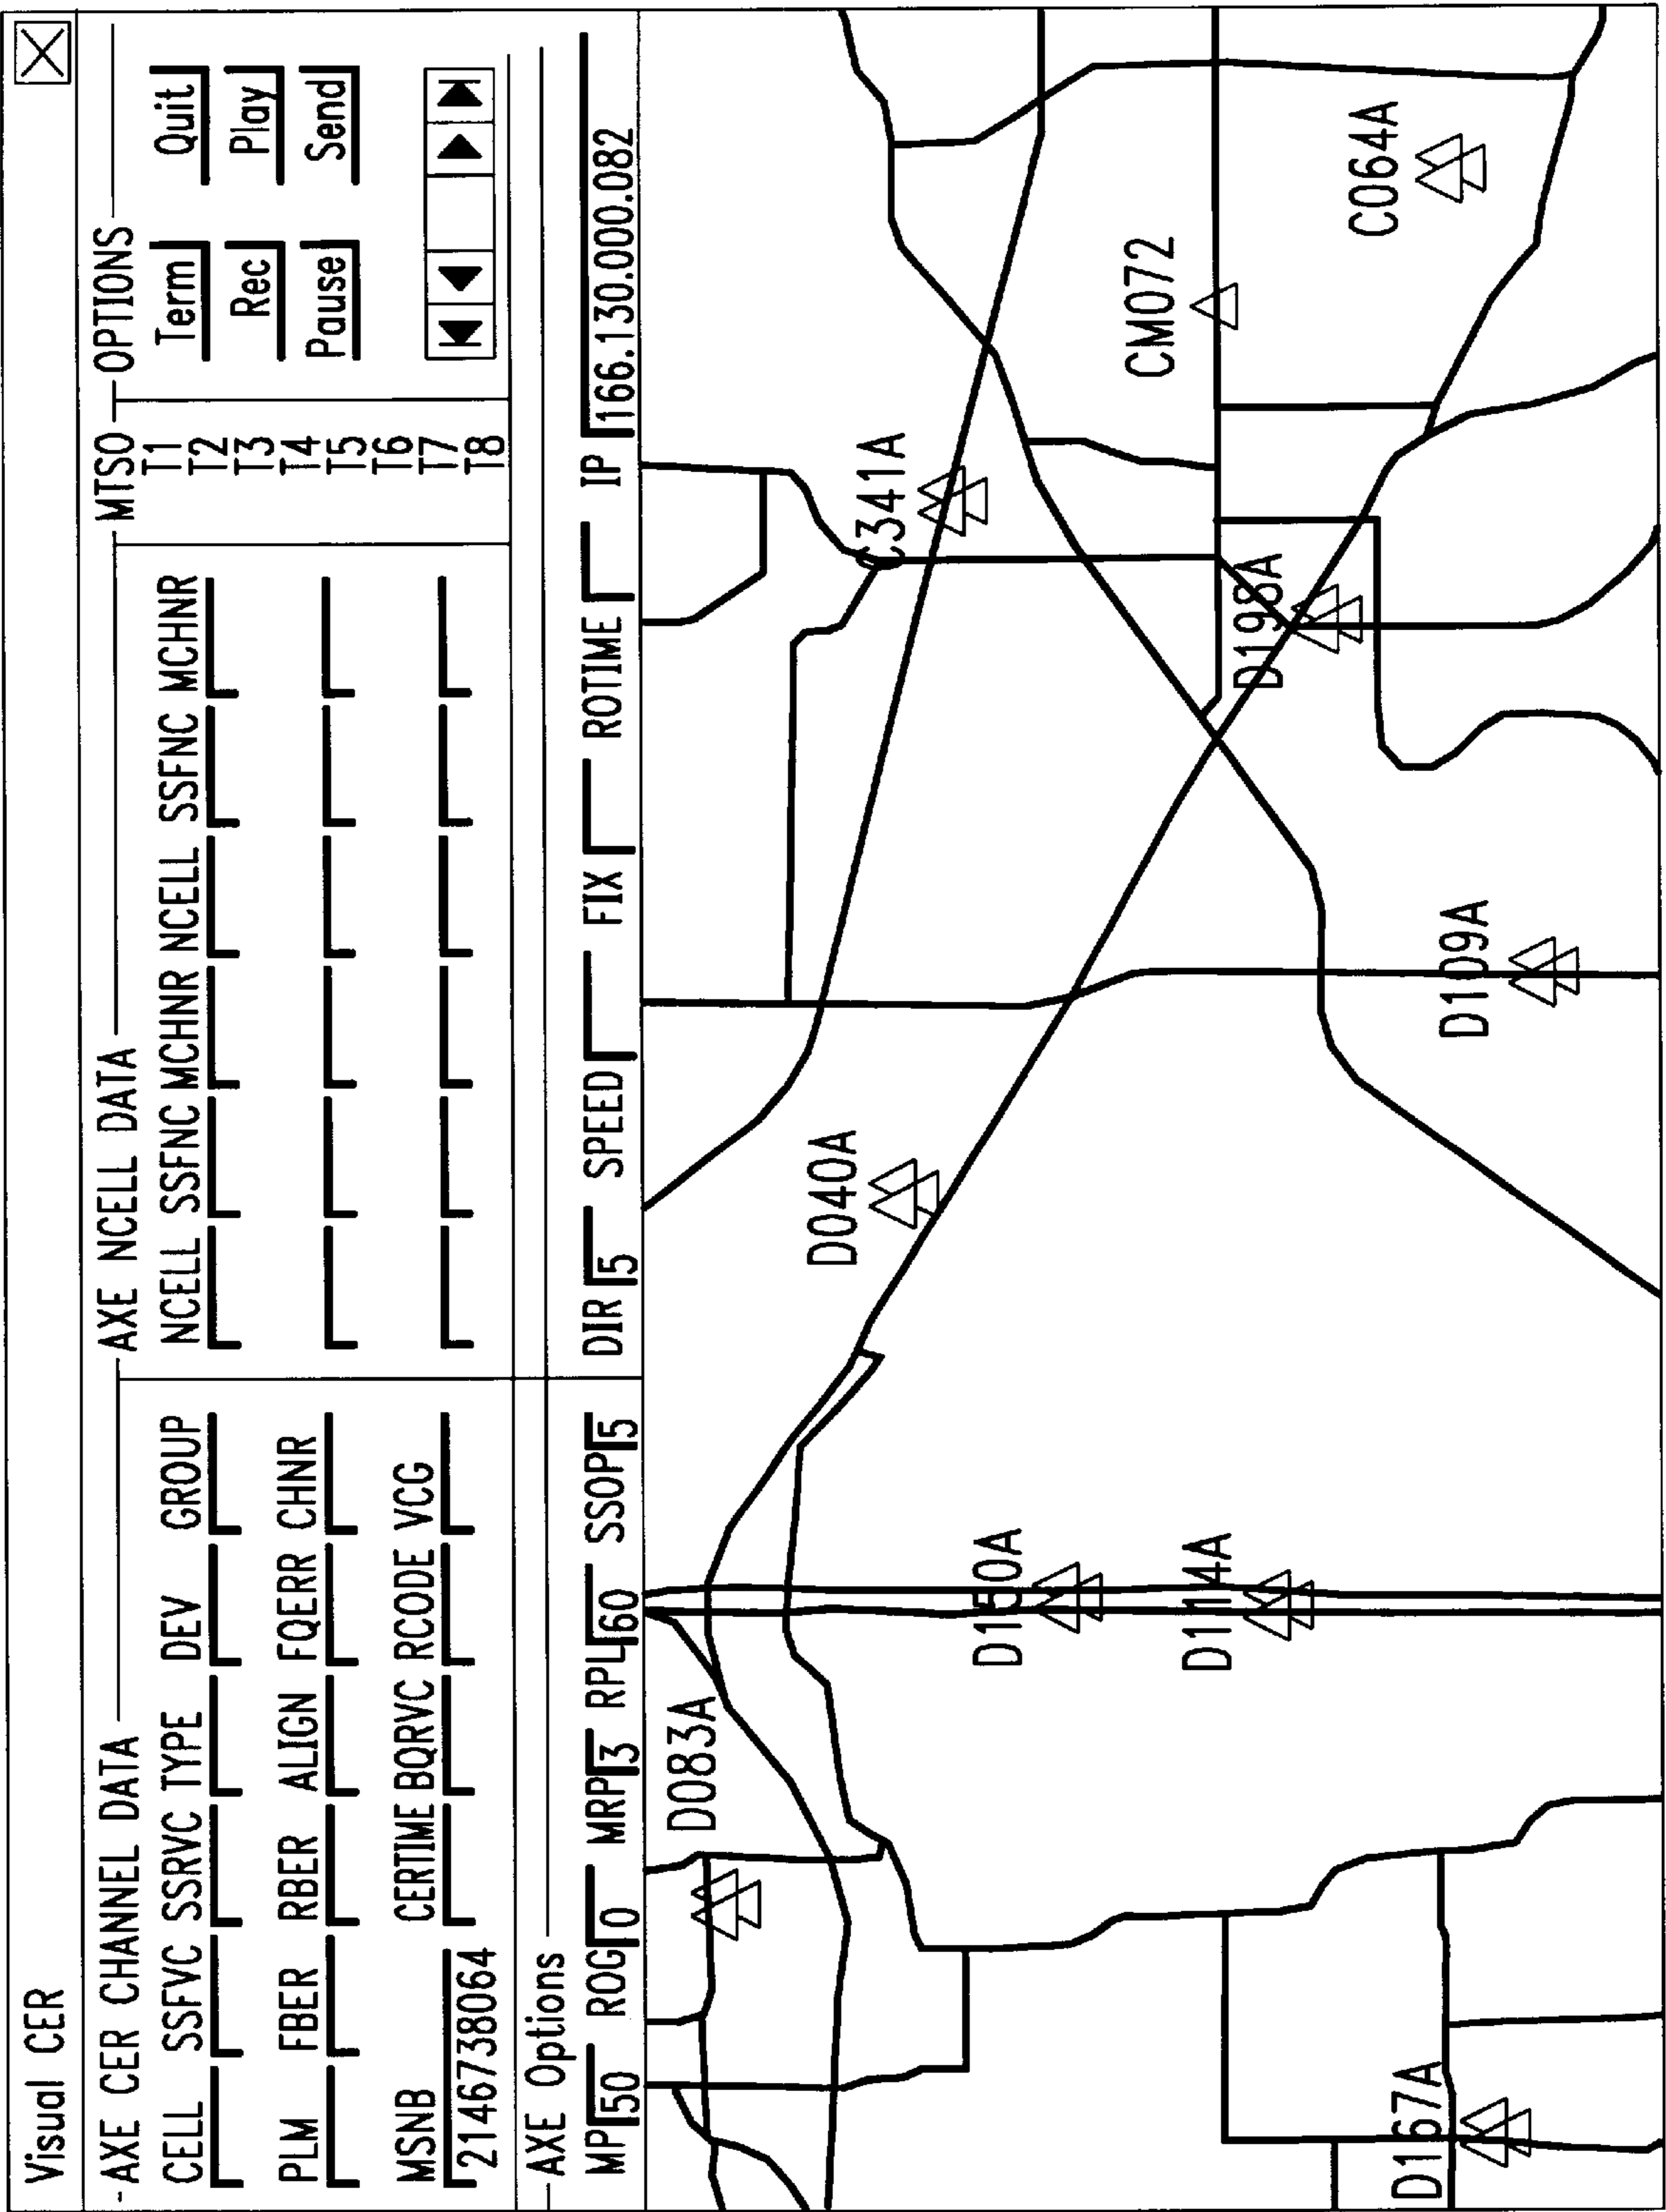 Visual CER
AXE CER CHANNEL DATA AXE NCELL DATA MTSO OPTIONS
CELL SSFVC SSRVC TYPE DEV GROUP NCELL SSFNC MCHNR NCELL SSFNC MCHNR T1 Term Quit
T2
PLM FBER RBER ALIGN FQERR CHNR T3 Rec Play
T4
T5 Pause Send
T6
MSNB CERTIME BQRVC RCODE VCG T7
2146738064 T8
AXE Options
MP 50 ROG 0 MRP 3 RPL 60 SSOP 5 DIR 5 SPEED FIX ROTIME IP 166.130.000.082
D083A
D040A
C341A
D150A
CM072
D114A
D198A
C064A
D167A
D109A